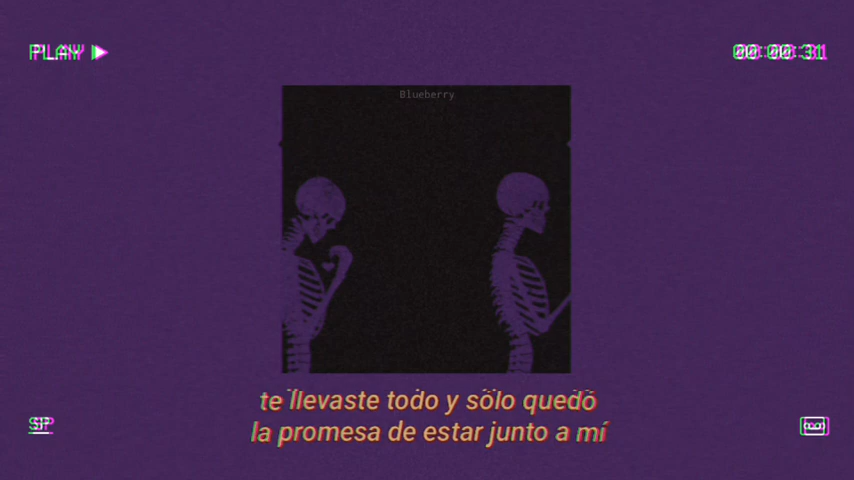 PLAY
00:00:31
Blueberry
te llevaste todo y sólo quedó
la promesa de estar junto a mí
SP